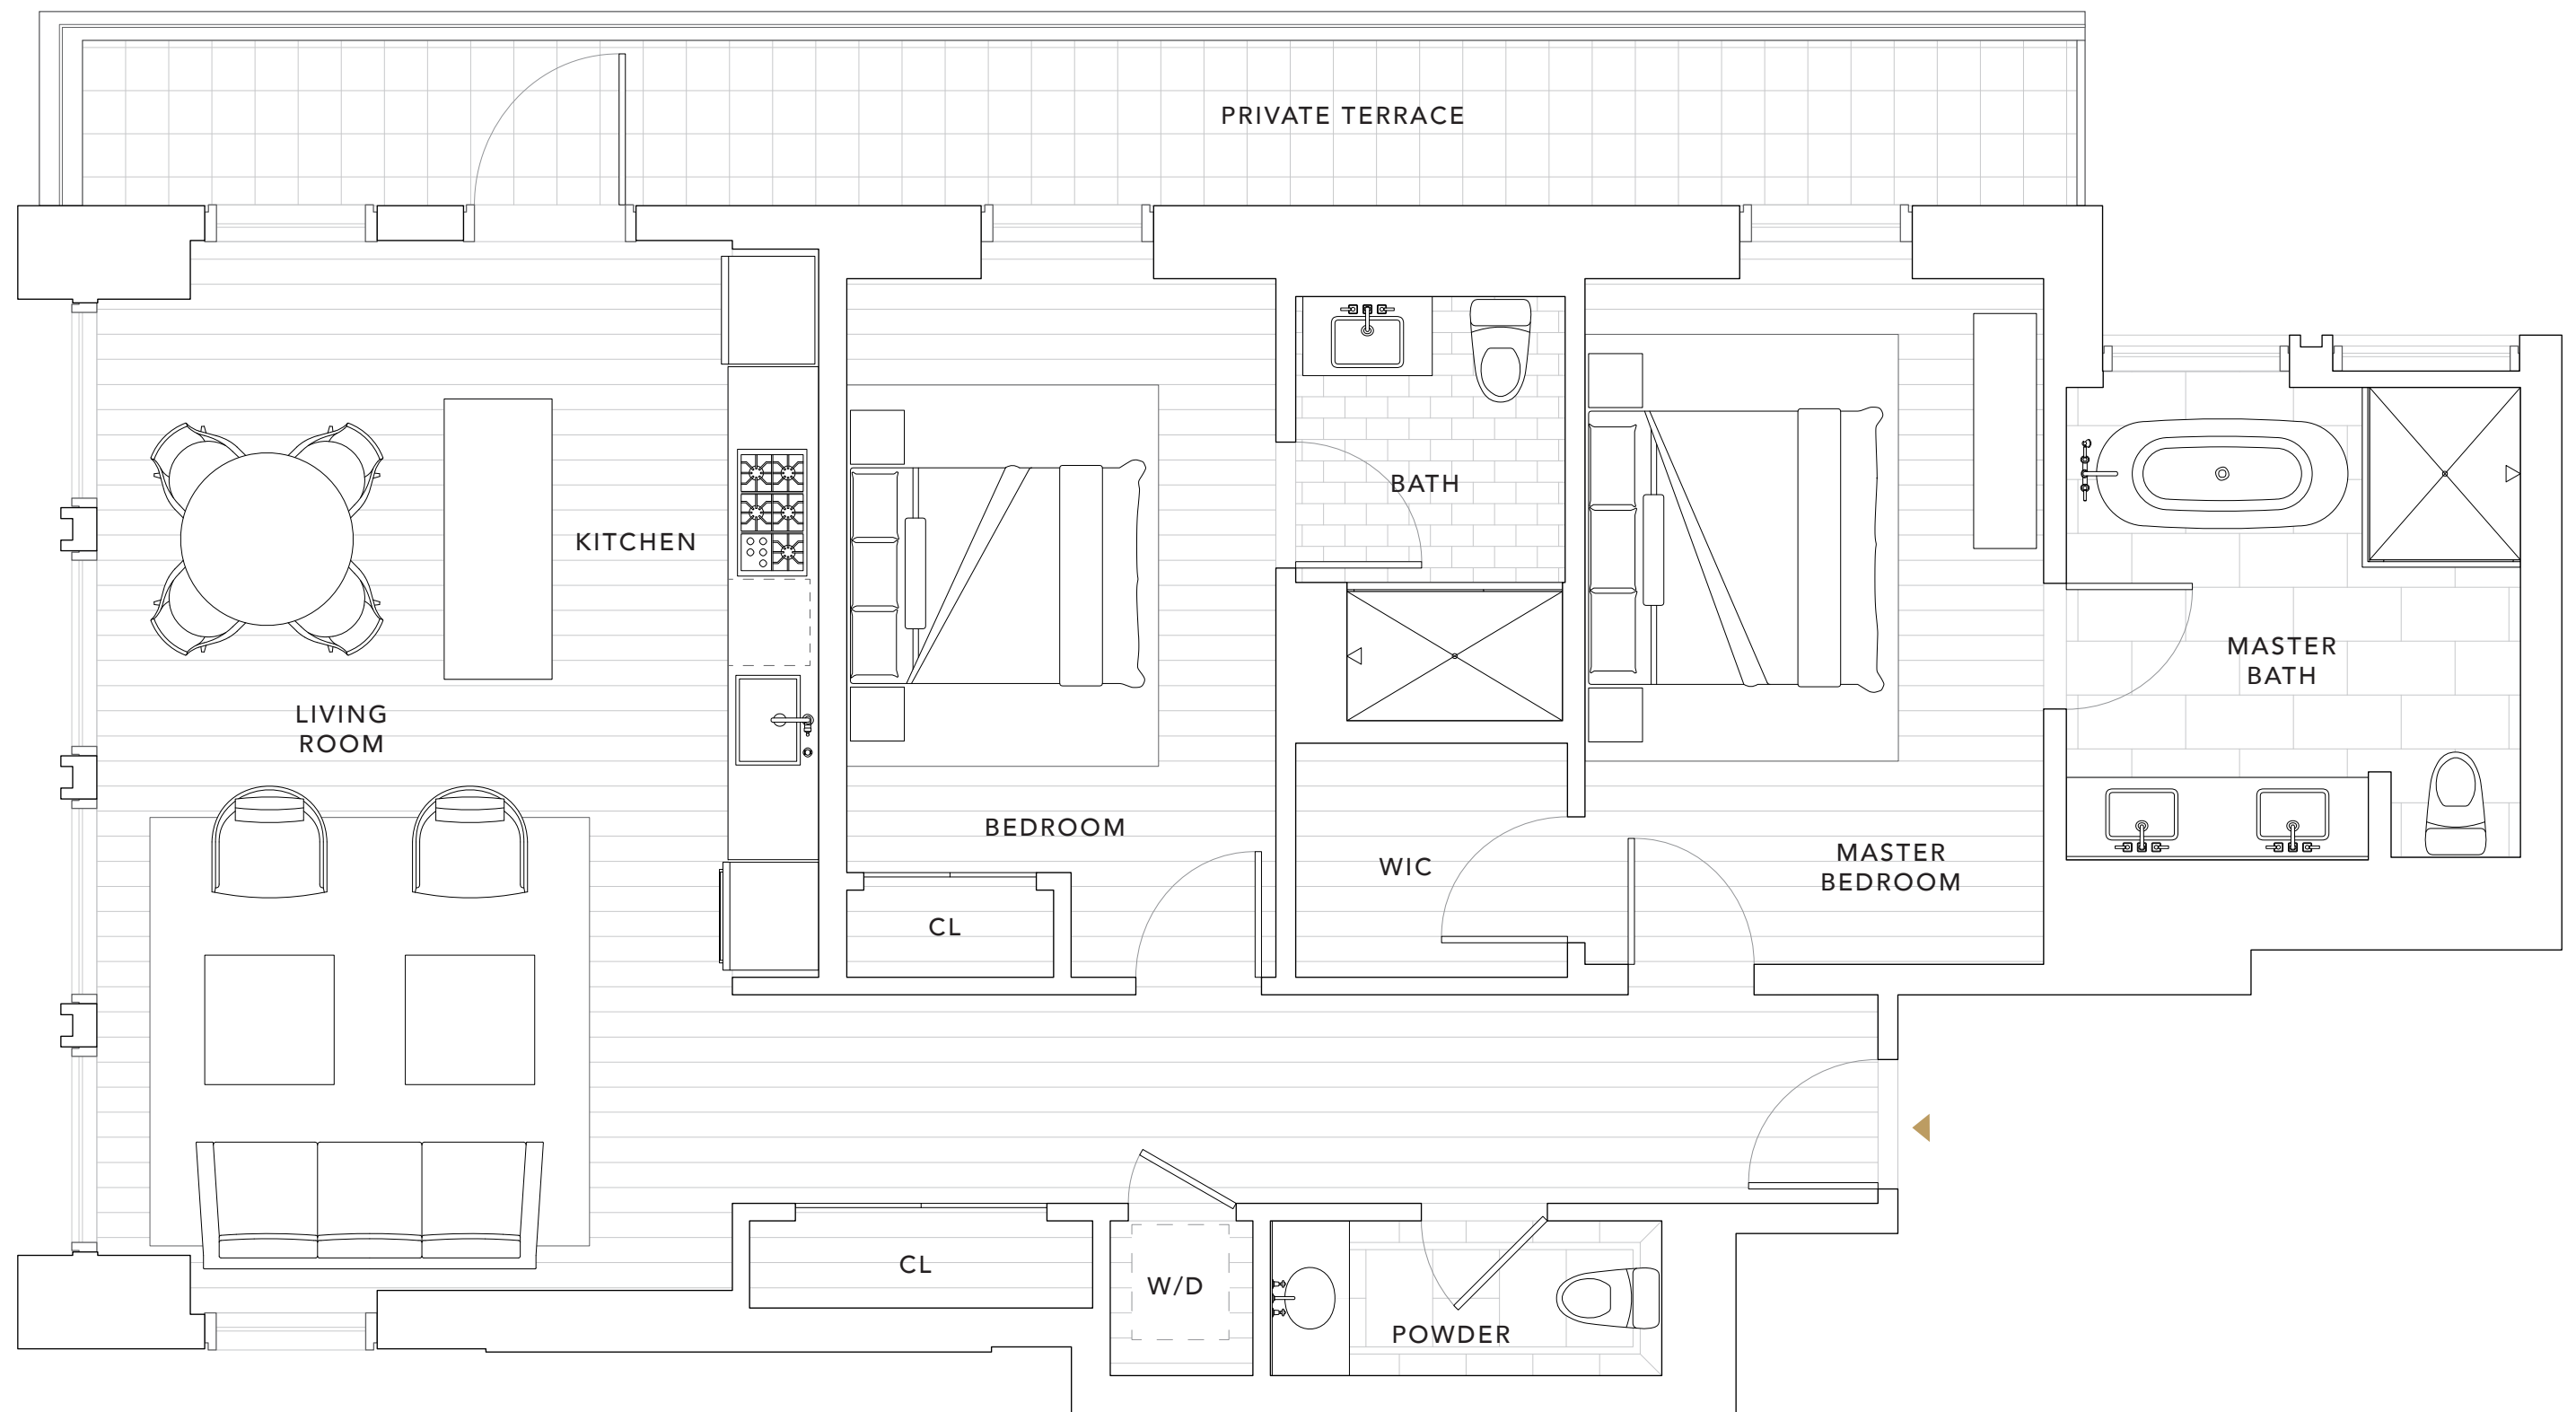 PRIVATE TERRACE
KITCHEN
LIVING
ROOM
BEDROOM
CL
BATH
WIC
MASTER
BEDROOM
MASTER
BATH
CL
W/D
POWDER